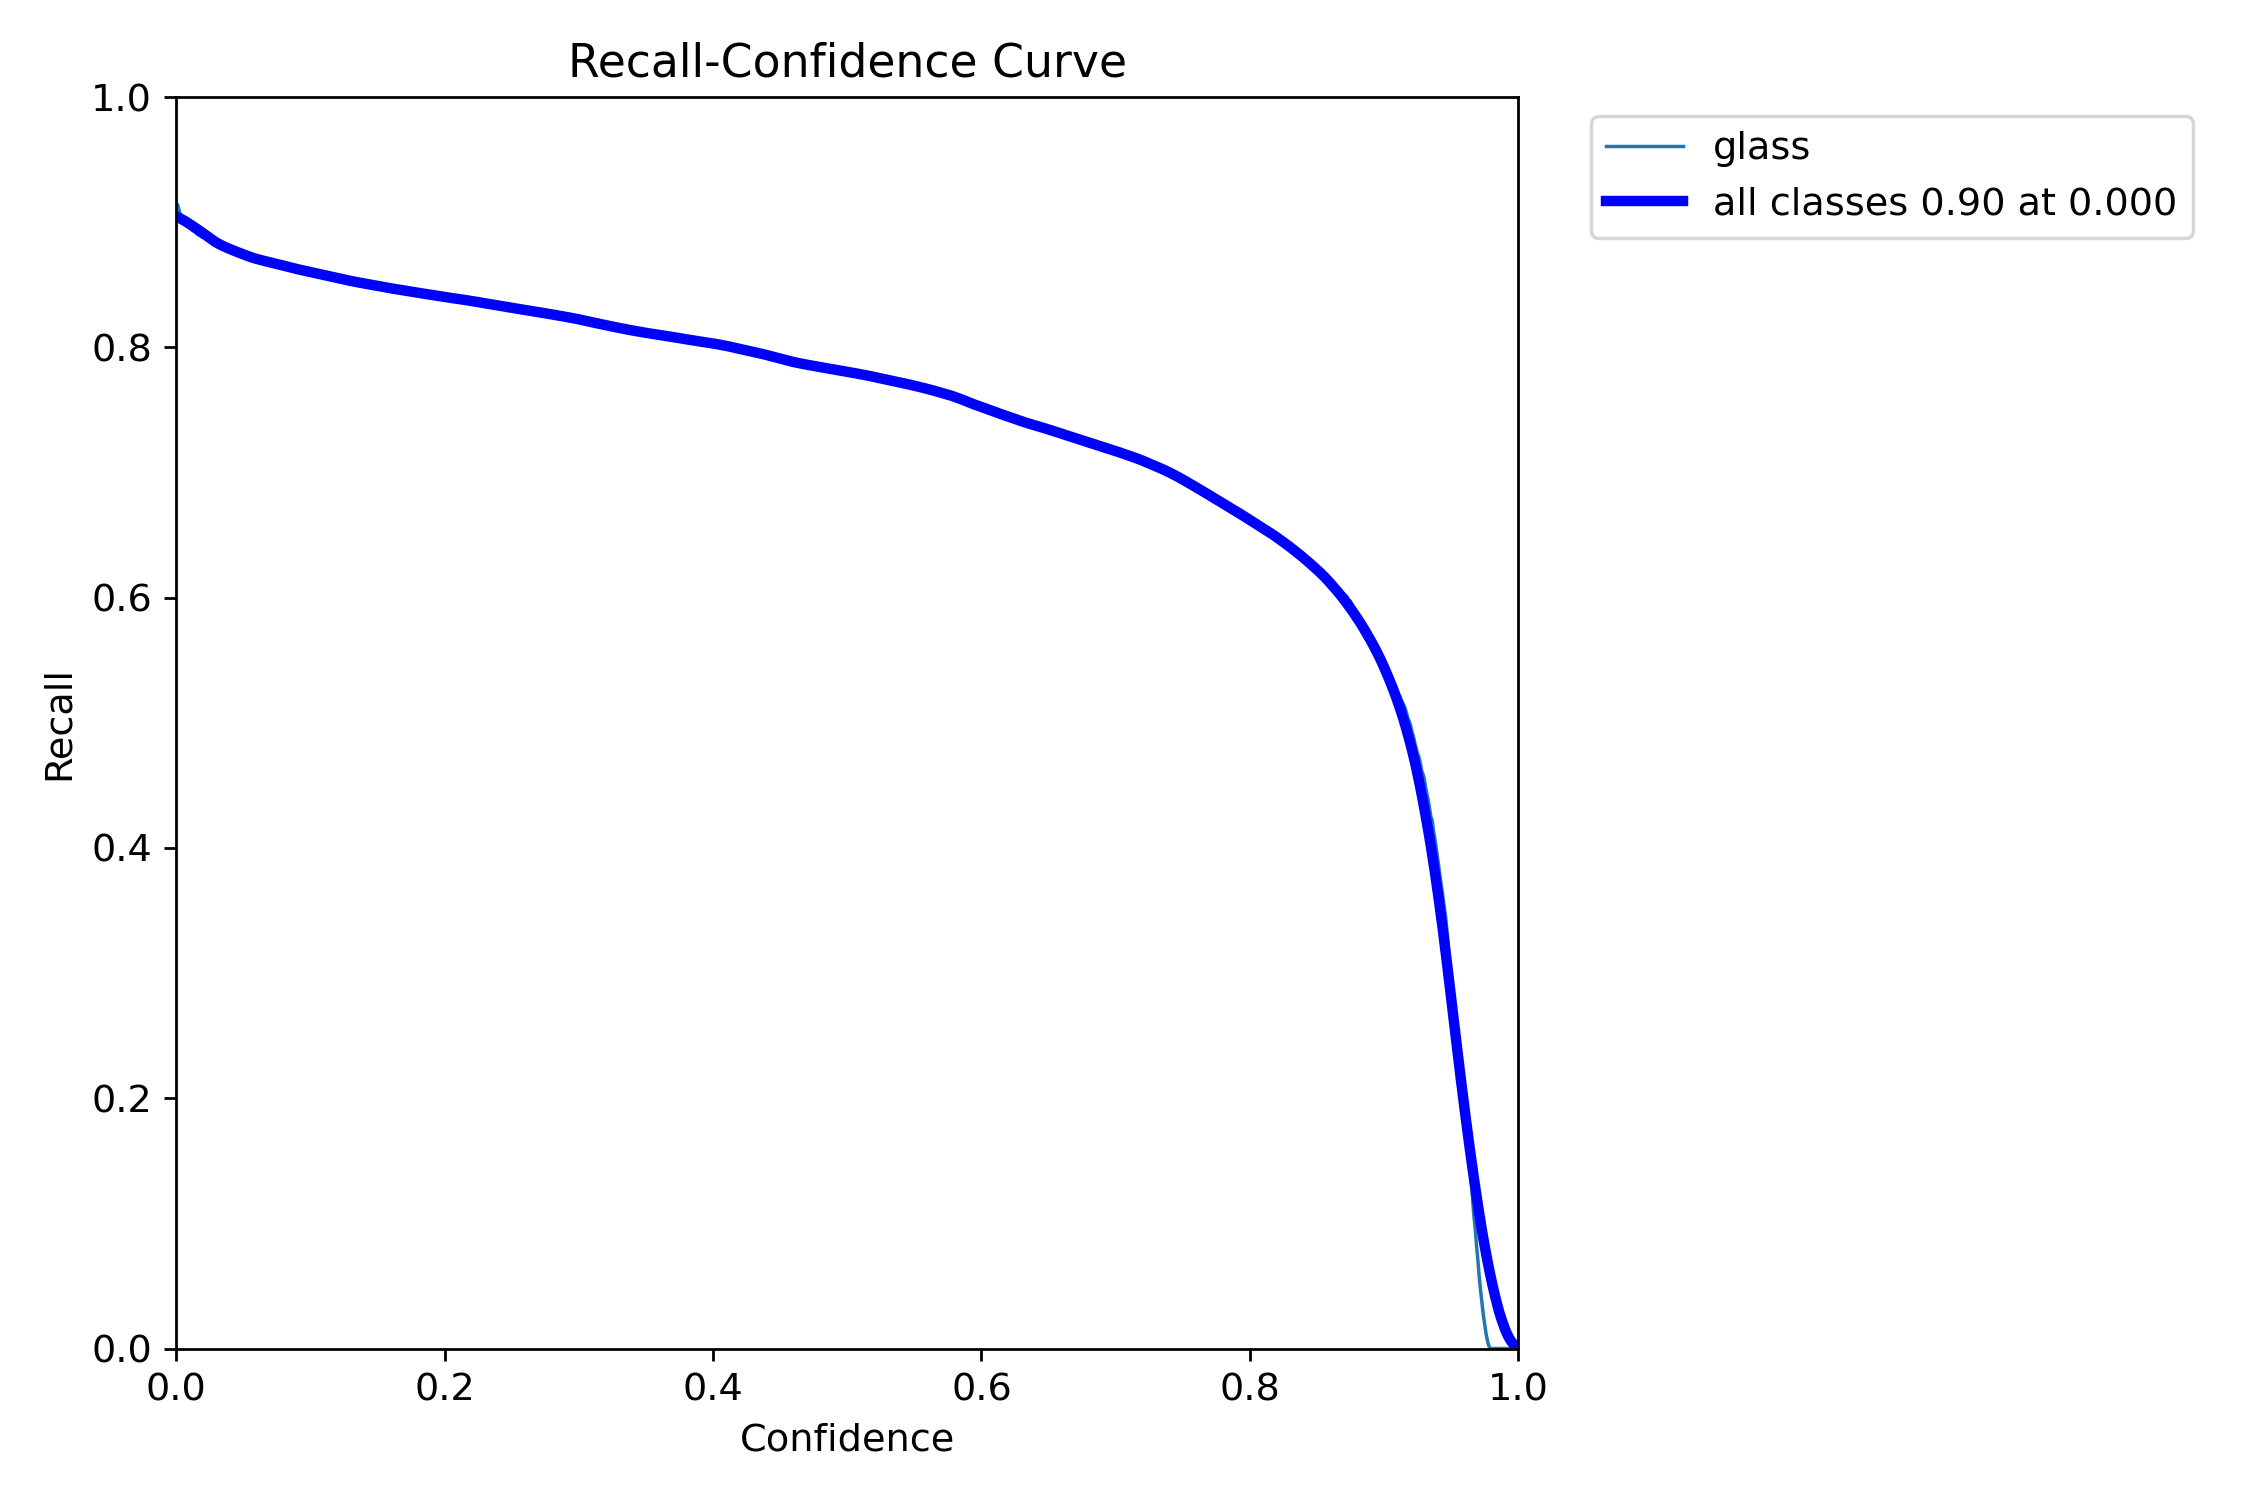 Recall-Confidence Curve
glass
all classes 0.90 at 0.000
1.0
0.8
0.6
0.4
0.2
0.0
Recall
0.0 0.2 0.4 0.6 0.8 1.0
Confidence